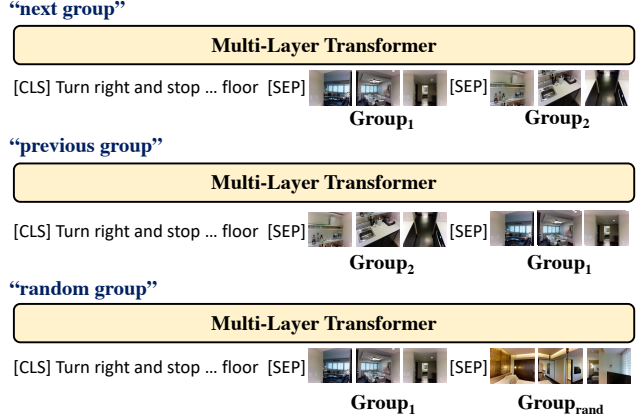 “next group”
Multi-Layer Transformer
[CLS] Turn right and stop ... floor [SEP] [SEP]
Group1 Group2
“previous group”
Multi-Layer Transformer
[CLS] Turn right and stop ... floor [SEP] [SEP]
Group2 Group1
“random group”
Multi-Layer Transformer
[CLS] Turn right and stop ... floor [SEP] [SEP]
Group1 Grouprand